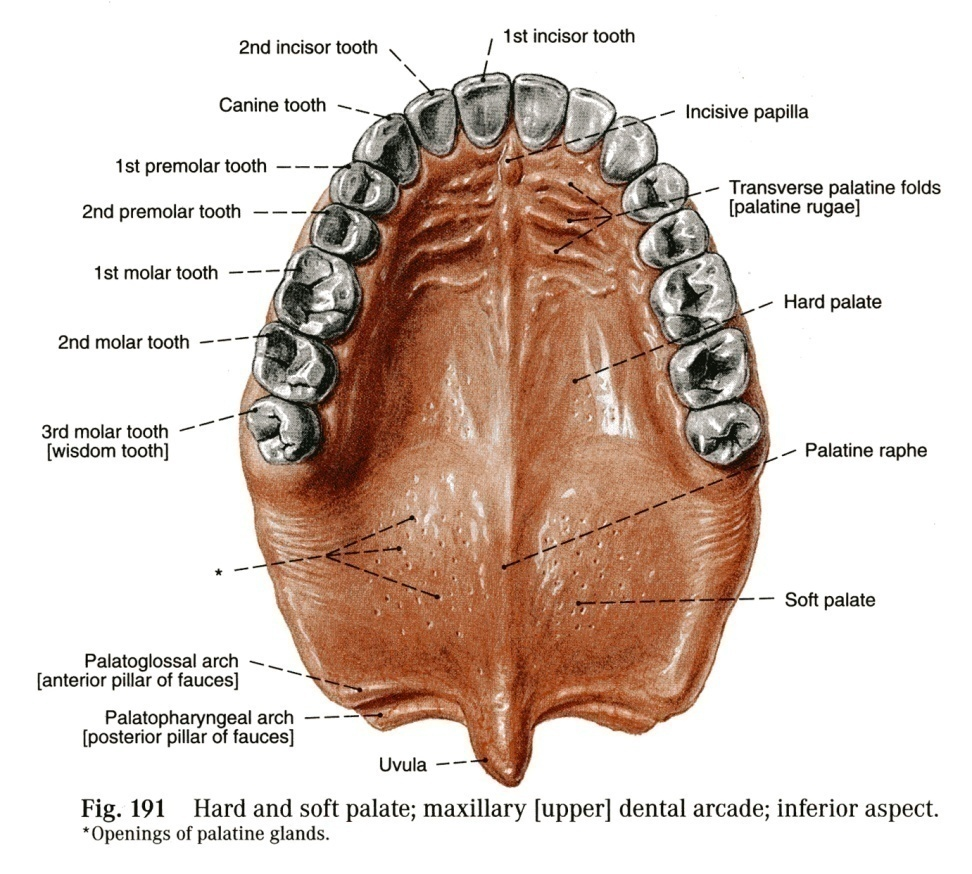 1st incisor tooth
2nd incisor tooth
Canine tooth
Incisive papilla
1st premolar tooth
Transverse palatine folds
[palatine rugae]
2nd premolar tooth
1st molar tooth
Hard palate
2nd molar tooth
3rd molar tooth
[wisdom tooth]
Palatine raphe
*
Soft palate
Palatoglossal arch
[anterior pillar of fauces]
Palatopharyngeal arch
[posterior pillar of fauces]
Uvula
Fig. 191 Hard and soft palate; maxillary [upper] dental arcade; inferior aspect.
*Openings of palatine glands.